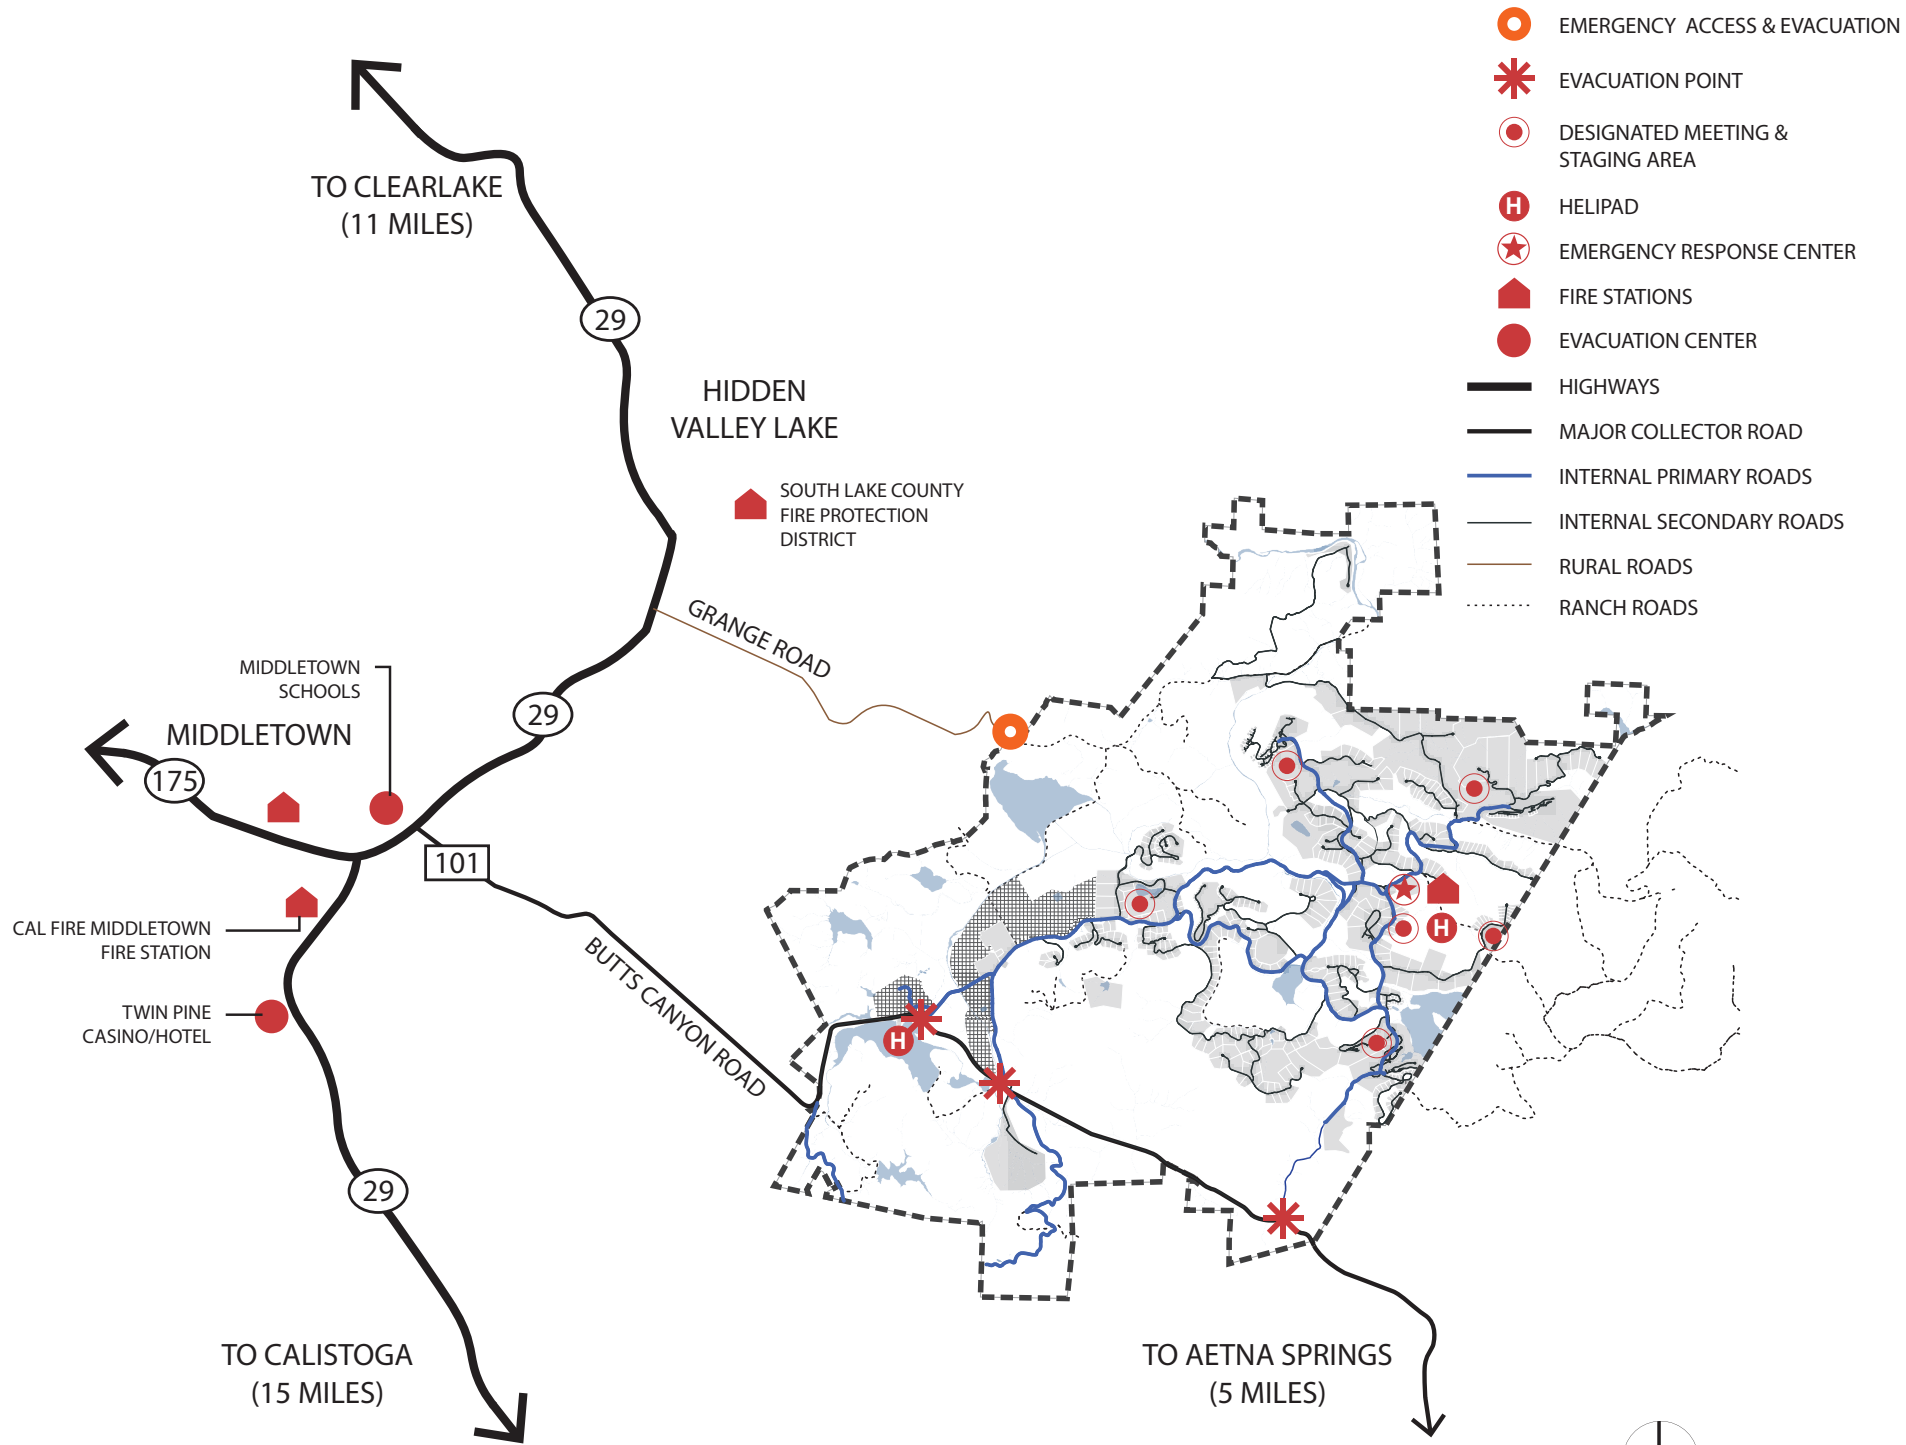 EMERGENCY ACCESS & EVACUATION
EVACUATION POINT
DESIGNATED MEETING &
STAGING AREA
H
HELIPAD
EMERGENCY RESPONSE CENTER
FIRE STATIONS
EVACUATION CENTER
HIGHWAYS
MAJOR COLLECTOR ROAD
INTERNAL PRIMARY ROADS
INTERNAL SECONDARY ROADS
RURAL ROADS
RANCH ROADS
TO CLEARLAKE
(11 MILES)
29
HIDDEN
VALLEY LAKE
SOUTH LAKE COUNTY
FIRE PROTECTION
DISTRICT
GRANGE ROAD
MIDDLETOWN
SCHOOLS
29
MIDDLETOWN
175
101
CAL FIRE MIDDLETOWN
FIRE STATION
BUTTS CANYON ROAD
TWIN PINE
CASINO/HOTEL
H
H
29
TO CALISTOGA
(15 MILES)
TO AETNA SPRINGS
(5 MILES)